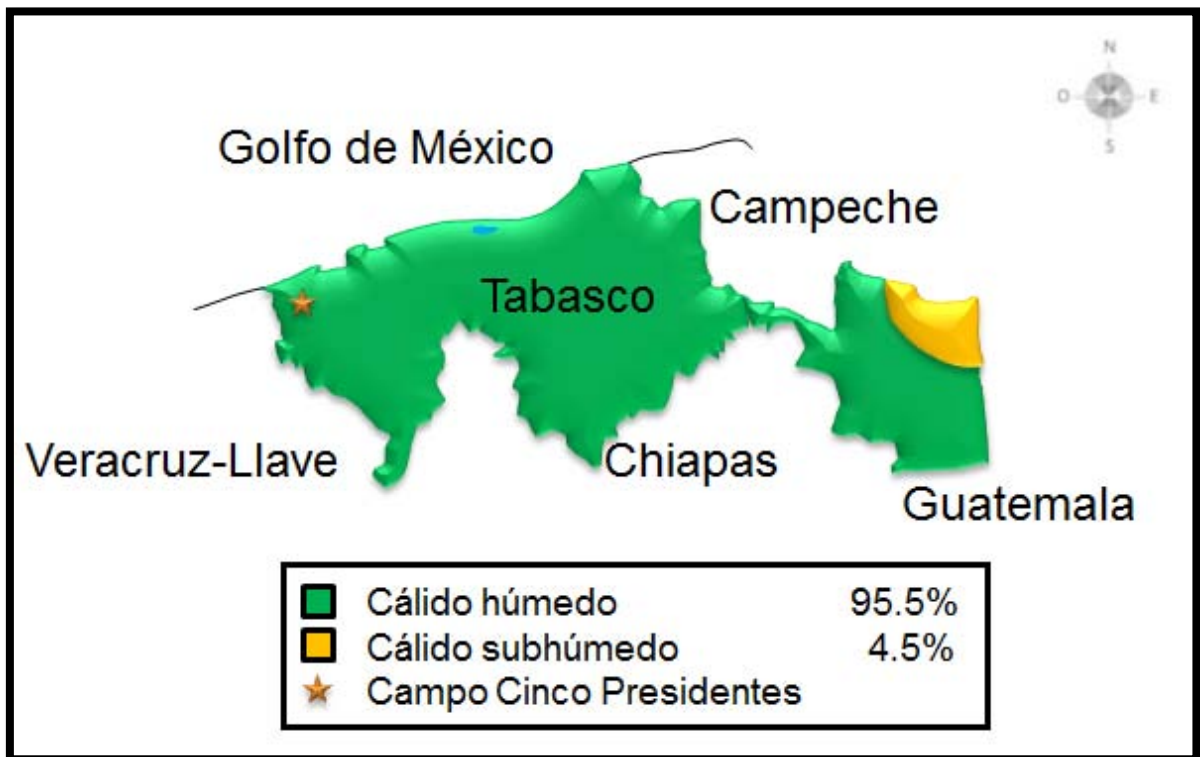 N
O E
S
Golfo de México
Campeche
Tabasco
Veracruz-Llave
Chiapas
Guatemala
Cálido húmedo 95.5%
Cálido subhúmedo 4.5%
Campo Cinco Presidentes